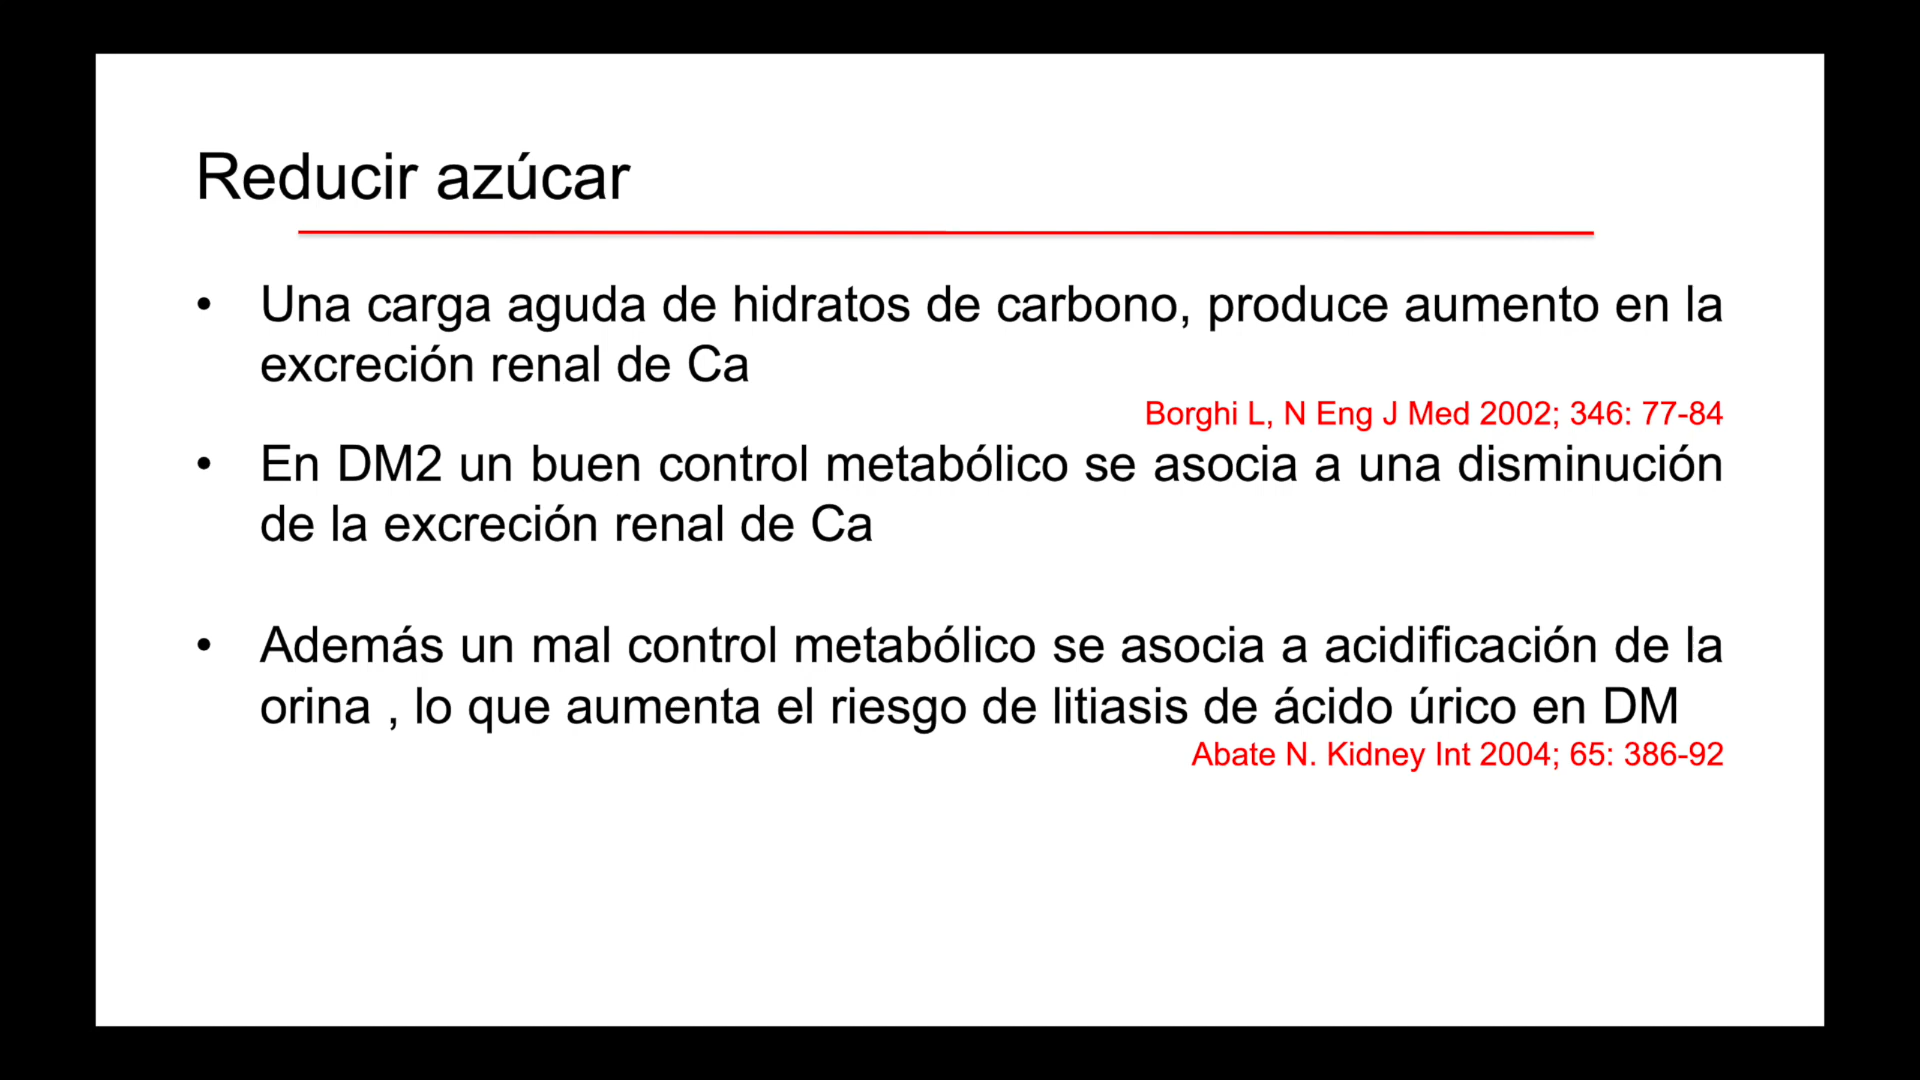 Reducir azúcar
• Una carga aguda de hidratos de carbono, produce aumento en la
excreción renal de Ca
Borghi L, N Eng J Med 2002; 346: 77-84
• En DM2 un buen control metabólico se asocia a una disminución
de la excreción renal de Ca
• Además un mal control metabólico se asocia a acidificación de la
orina , lo que aumenta el riesgo de litiasis de ácido úrico en DM
Abate N. Kidney Int 2004; 65: 386-92